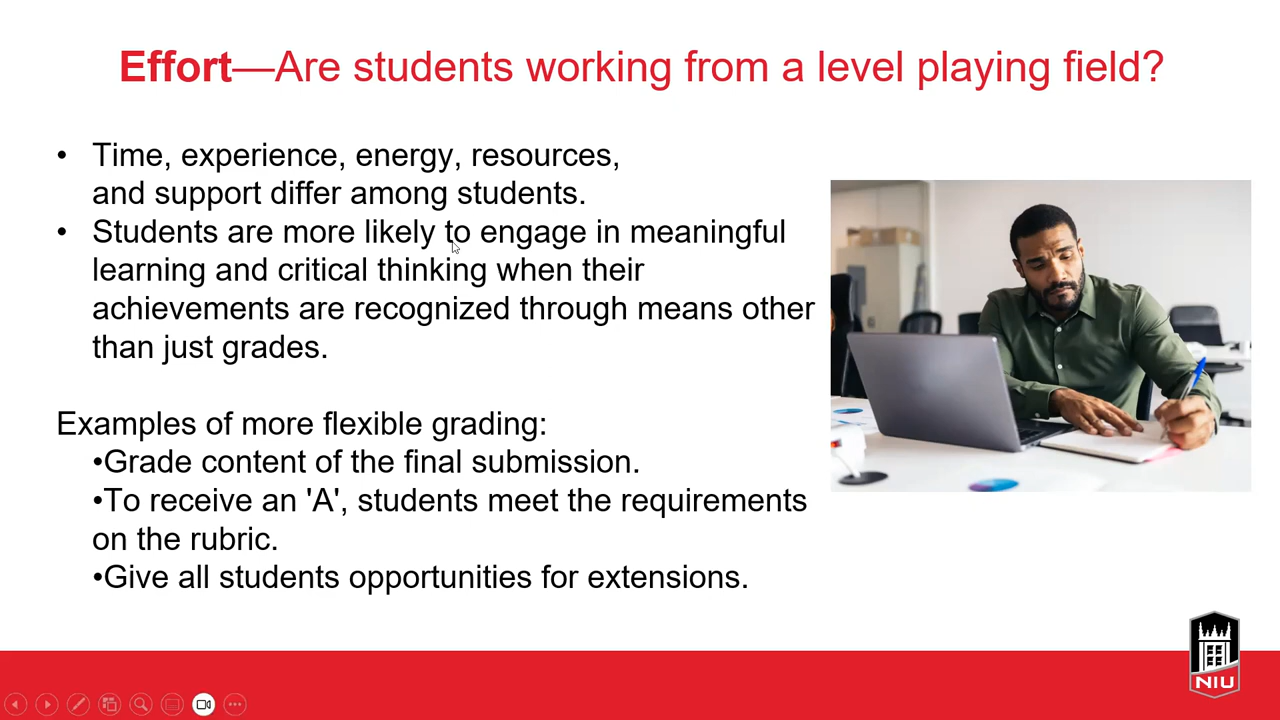 Effort—Are students working from a level playing field?
• Time, experience, energy, resources,
and support differ among students.
• Students are more likely to engage in meaningful
learning and critical thinking when their
achievements are recognized through means other
than just grades.
Examples of more flexible grading:
•Grade content of the final submission.
•To receive an 'A', students meet the requirements
on the rubric.
•Give all students opportunities for extensions.
NIU